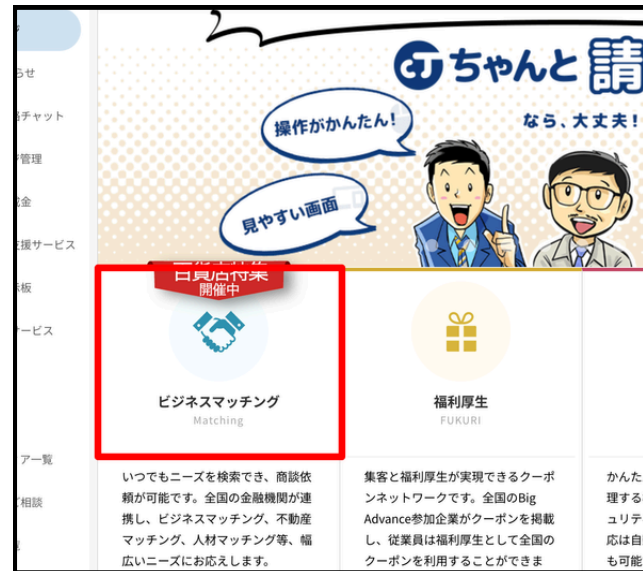 らせ
チャット
管理
金
援サービス
板
ービス
アー覧
相談
ちゃんと 請
なら、大丈夫!
操作がかんたん!
見やすい画面
百貨店特集
開催中
ビジネスマッチング
Matching
いつでもニーズを検索でき、商談依
頼が可能です。全国の金融機関が連
携し、ビジネスマッチング、不動産
マッチング、人材マッチング等、幅
広いニーズにお応えします。
福利厚生
FUKURI
集客と福利厚生が実現できるクーポ
ンネットワークです。全国のBig
Advance参加企業がクーポンを掲載
し、従業員は福利厚生として全国の
クーポンを利用することができま
かんた
理する
ュリテ
応は自
も可能